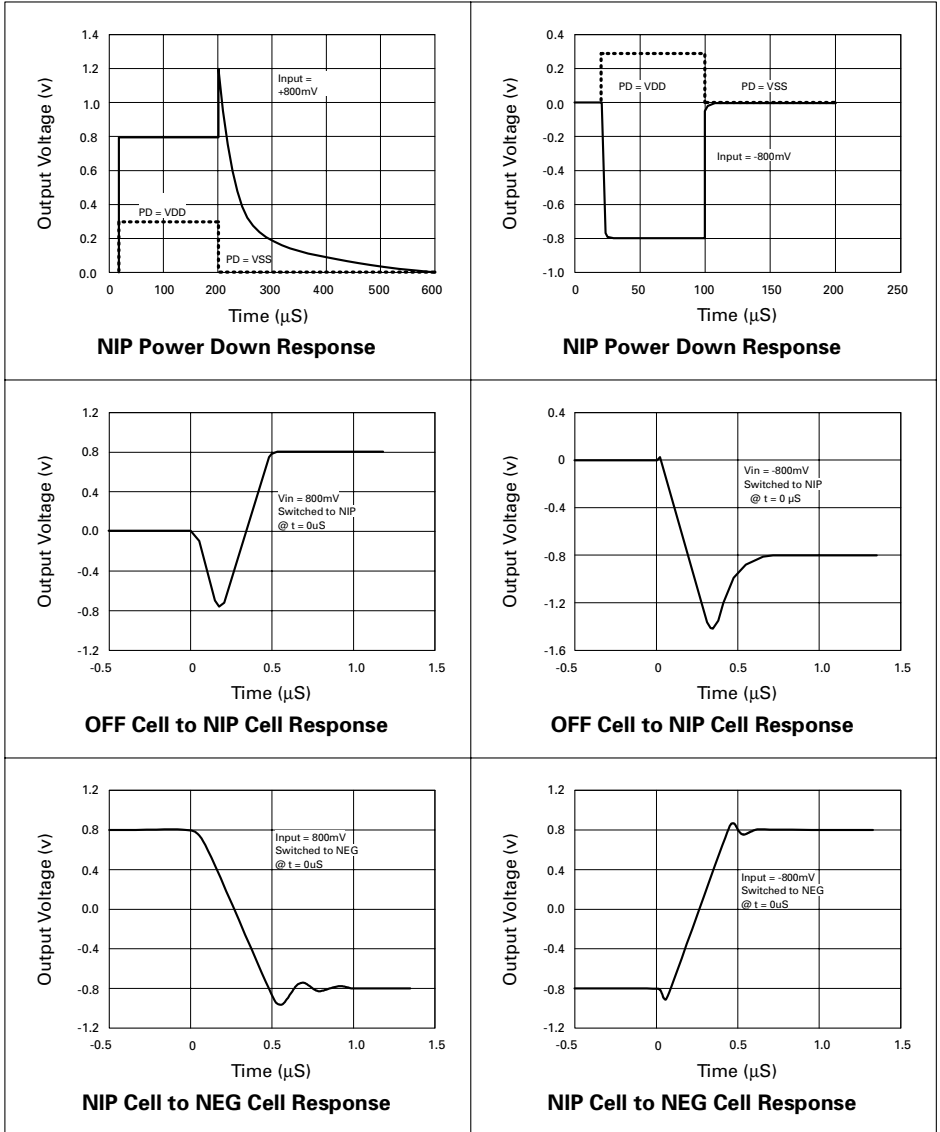 Output Voltage (v)
1.4
1.2
1.0
0.8
0.6
0.4
0.2
0.0
Input =
+800mV
PD = VDD
PD = VSS
0 100 200 300 400 500 600
Time (μS)
NIP Power Down Response
Output Voltage (v)
0.4
0.2
0.0
-0.2
-0.4
-0.6
-0.8
-1.0
PD = VDD
PD = VSS
Input = -800mV
0 50 100 150 200 250
Time (μS)
NIP Power Down Response
Output Voltage (v)
1.2
0.8
0.4
0.0
-0.4
-0.8
-1.2
Vin = 800mV
Switched to NIP
@ t = 0uS
-0.5 0 0.5 1.0 1.5
Time (μS)
OFF Cell to NIP Cell Response
Output Voltage (v)
0.4
0
-0.4
-0.8
-1.2
-1.6
Vin = -800mV
Switched to NIP
@ t = 0 μS
-0.5 0 0.5 1.0 1.5
Time (μS)
OFF Cell to NIP Cell Response
Output Voltage (v)
1.2
0.8
0.4
0.0
-0.4
-0.8
-1.2
Input = 800mV
Switched to NEG
@ t = 0uS
-0.5 0 0.5 1.0 1.5
Time (μS)
NIP Cell to NEG Cell Response
Output Voltage (v)
1.2
0.8
0.4
0.0
-0.4
-0.8
-1.2
Input = -800mV
Switched to NEG
@ t = 0uS
-0.5 0 0.5 1.0 1.5
Time (μS)
NIP Cell to NEG Cell Response